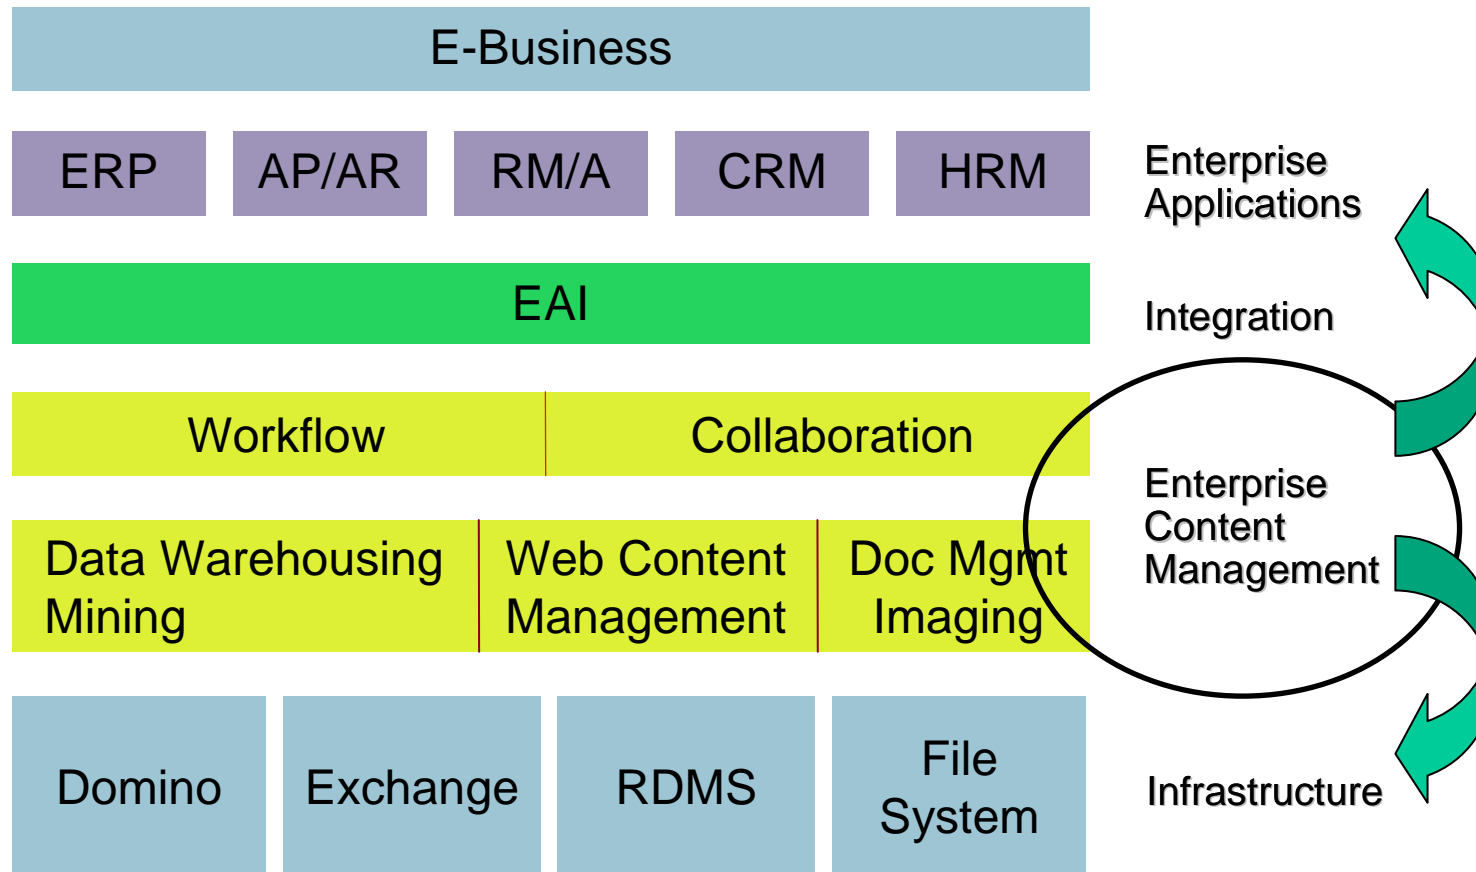 E-Business
ERP
AP/AR
RM/A
CRM
HRM
Enterprise
Applications
EAI
Integration
Workflow
Collaboration
Enterprise
Content
Management
Data Warehousing
Mining
Web Content
Management
Doc Mgmt
Imaging
Domino
Exchange
RDMS
File
System
Infrastructure